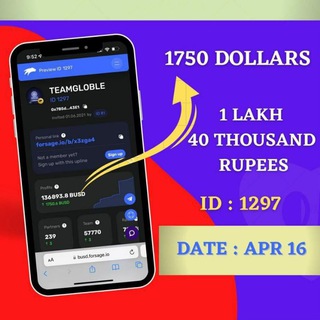 9:52
Preview ID 1297
TEAMGLOBLE
ID 1297
Personal link
forsage.io/b/x3zga4
Not a member yet?
Sign up with this upline
Sign up
Profits
136893.8 BUSD
Partners
239
Team
57770
AA
busd.forsage.io
1750 DOLLARS
1 LAKH
40 THOUSAND
RUPEES
ID : 1297
DATE : APR 16